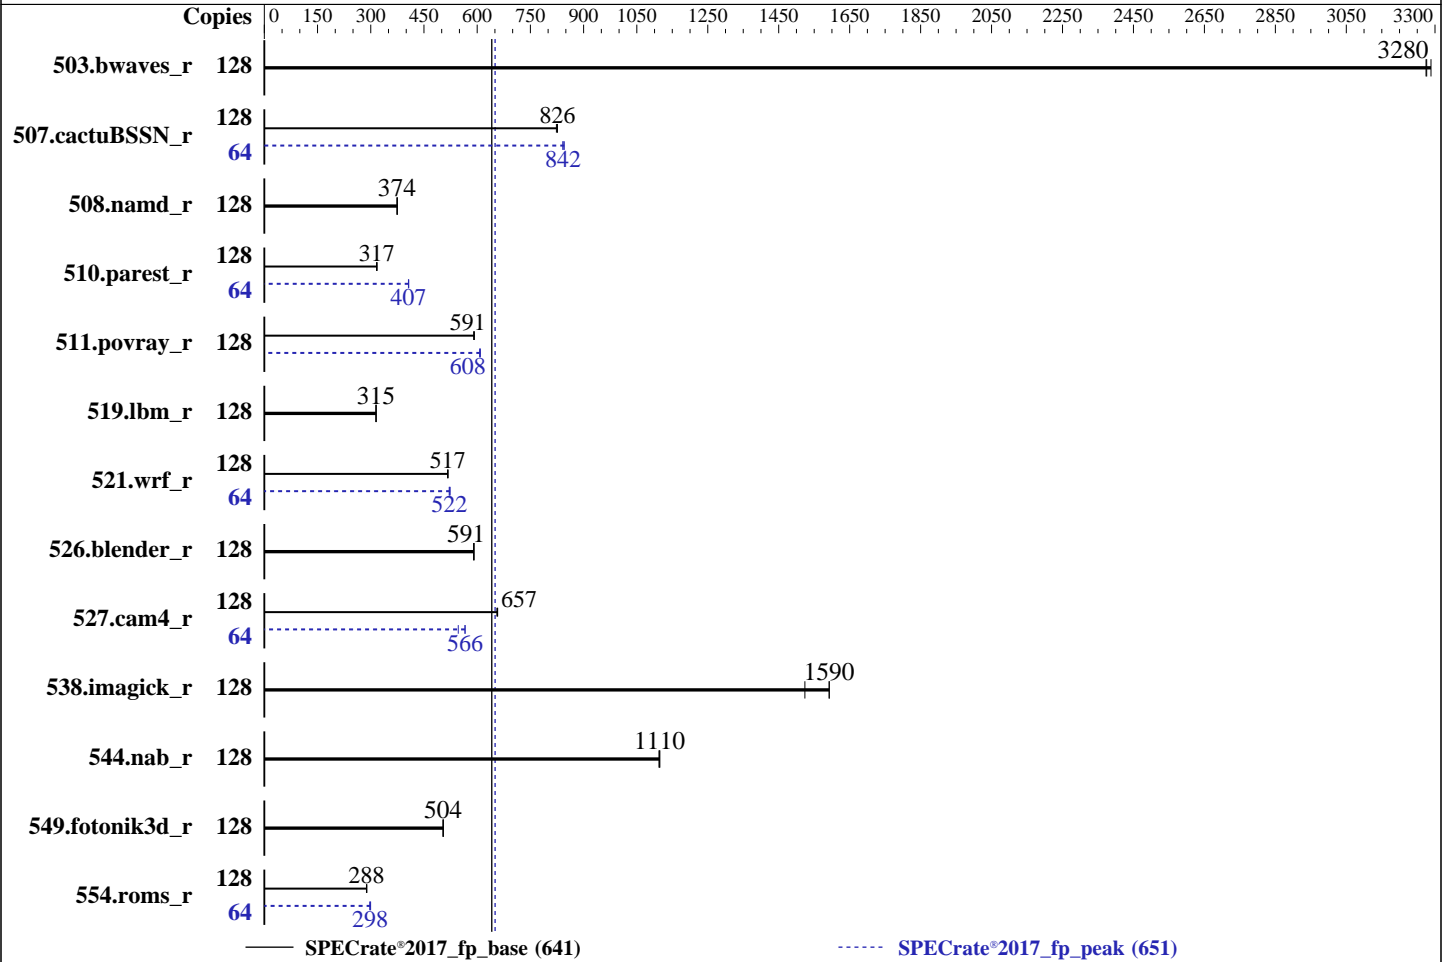 Copies 0 150 300 450 600 750 900 1050 1250 1450 1650 1850 2050 2250 2450 2650 2850 3050 3300
503.bwaves_r 128 3280
507.cactuBSSN_r 128 826
64 842
508.namd_r 128 374
510.parest_r 128 317
64 407
511.povray_r 128 591
608
519.lbm_r 128 315
521.wrf_r 128 517
64 522
526.blender_r 128 591
527.cam4_r 128 657
64 566
538.imagick_r 128 1590
544.nab_r 128 1110
549.fotonik3d_r 128 504
554.roms_r 128 288
64 298
SPECrate®2017_fp_base (641) SPECrate®2017_fp_peak (651)